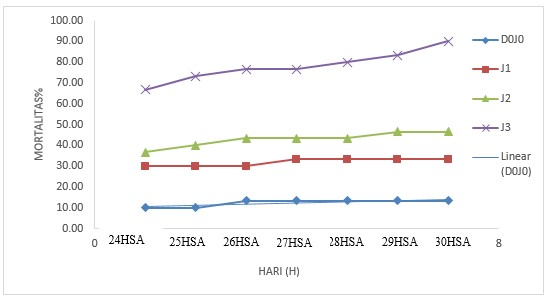 100.00
90.00
80.00
70.00
60.00
50.00
40.00
30.00
20.00
10.00
0.00
MORTALITAS%
0 24HSA 25HSA 26HSA 27HSA 28HSA 29HSA 30HSA 8
HARI (H)
D0J0
J1
J2
J3
Linear
(D0J0)